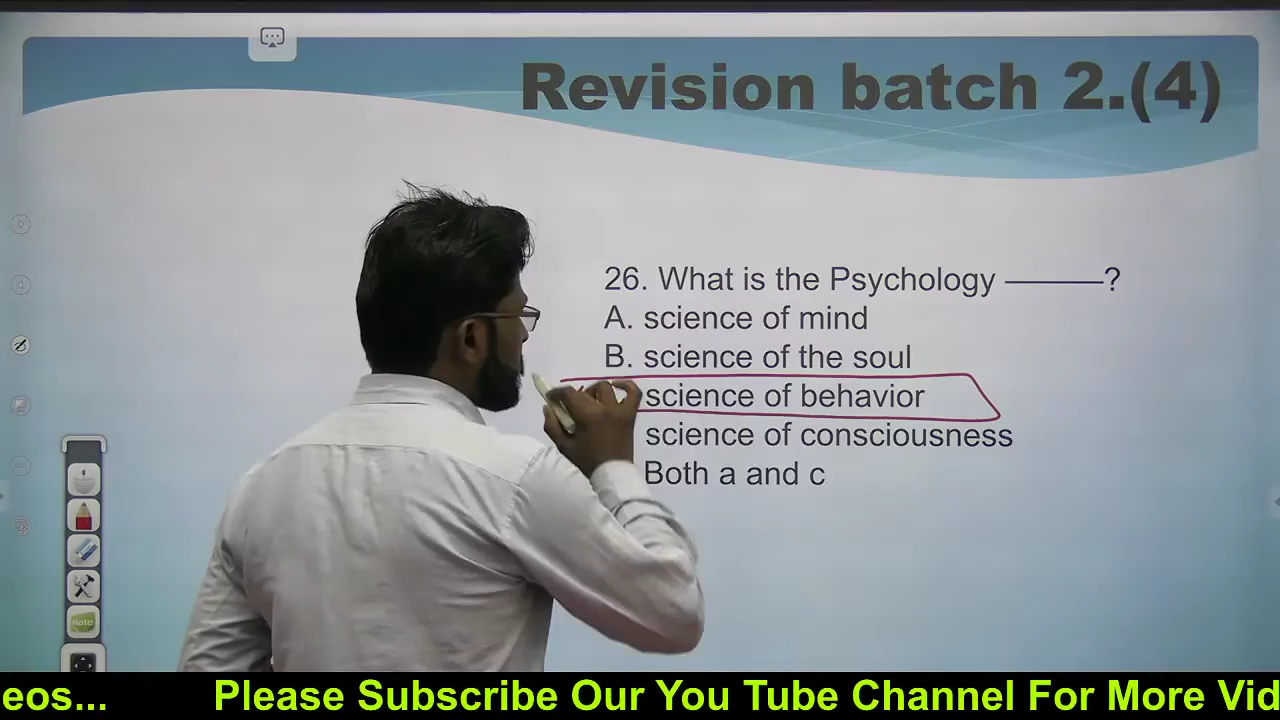 Revision batch 2.(4)
26. What is the Psychology ———?
A. science of mind
B. science of the soul
science of behavior
science of consciousness
Both a and c
Note
eos... Please Subscribe Our You Tube Channel For More Vid